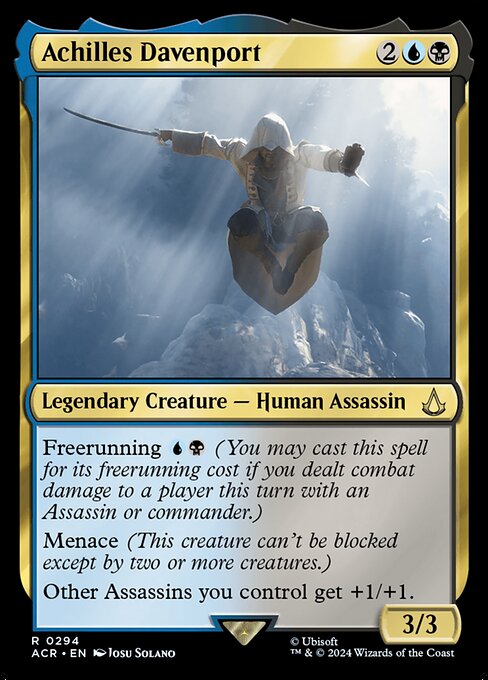 Achilles Davenport 2
Legendary Creature — Human Assassin
Freerunning (You may cast this spell
for its freerunning cost if you dealt combat
damage to a player this turn with an
Assassin or commander.)
Menace (This creature can't be blocked
except by two or more creatures.)
Other Assassins you control get +1/+1.
3/3
R 0294
ACR • EN Josu Solano
© Ubisoft
™ & © 2024 Wizards of the Coast